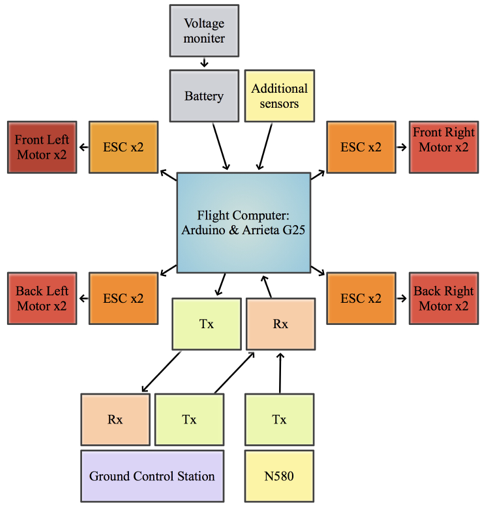 Voltage
moniter
Battery
Additional
sensors
Front Left
Motor x2
ESC x2
ESC x2
Front Right
Motor x2
Flight Computer:
Arduino & Arrieta G25
Back Left
Motor x2
ESC x2
ESC x2
Back Right
Motor x2
Tx
Rx
Rx
Tx
Tx
Ground Control Station
N580